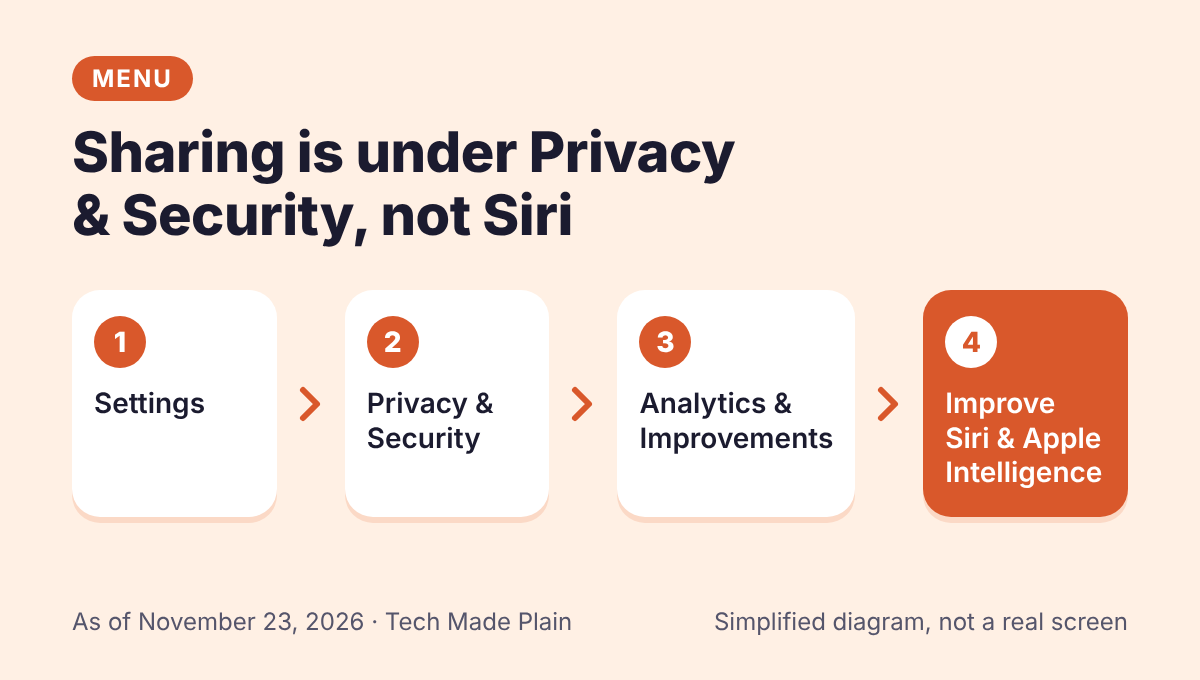 MENU
Sharing is under Privacy
& Security, not Siri
1
Settings
2
Privacy &
Security
3
Analytics &
Improvements
4
Improve
Siri & Apple
Intelligence
As of November 23, 2026 · Tech Made Plain
Simplified diagram, not a real screen